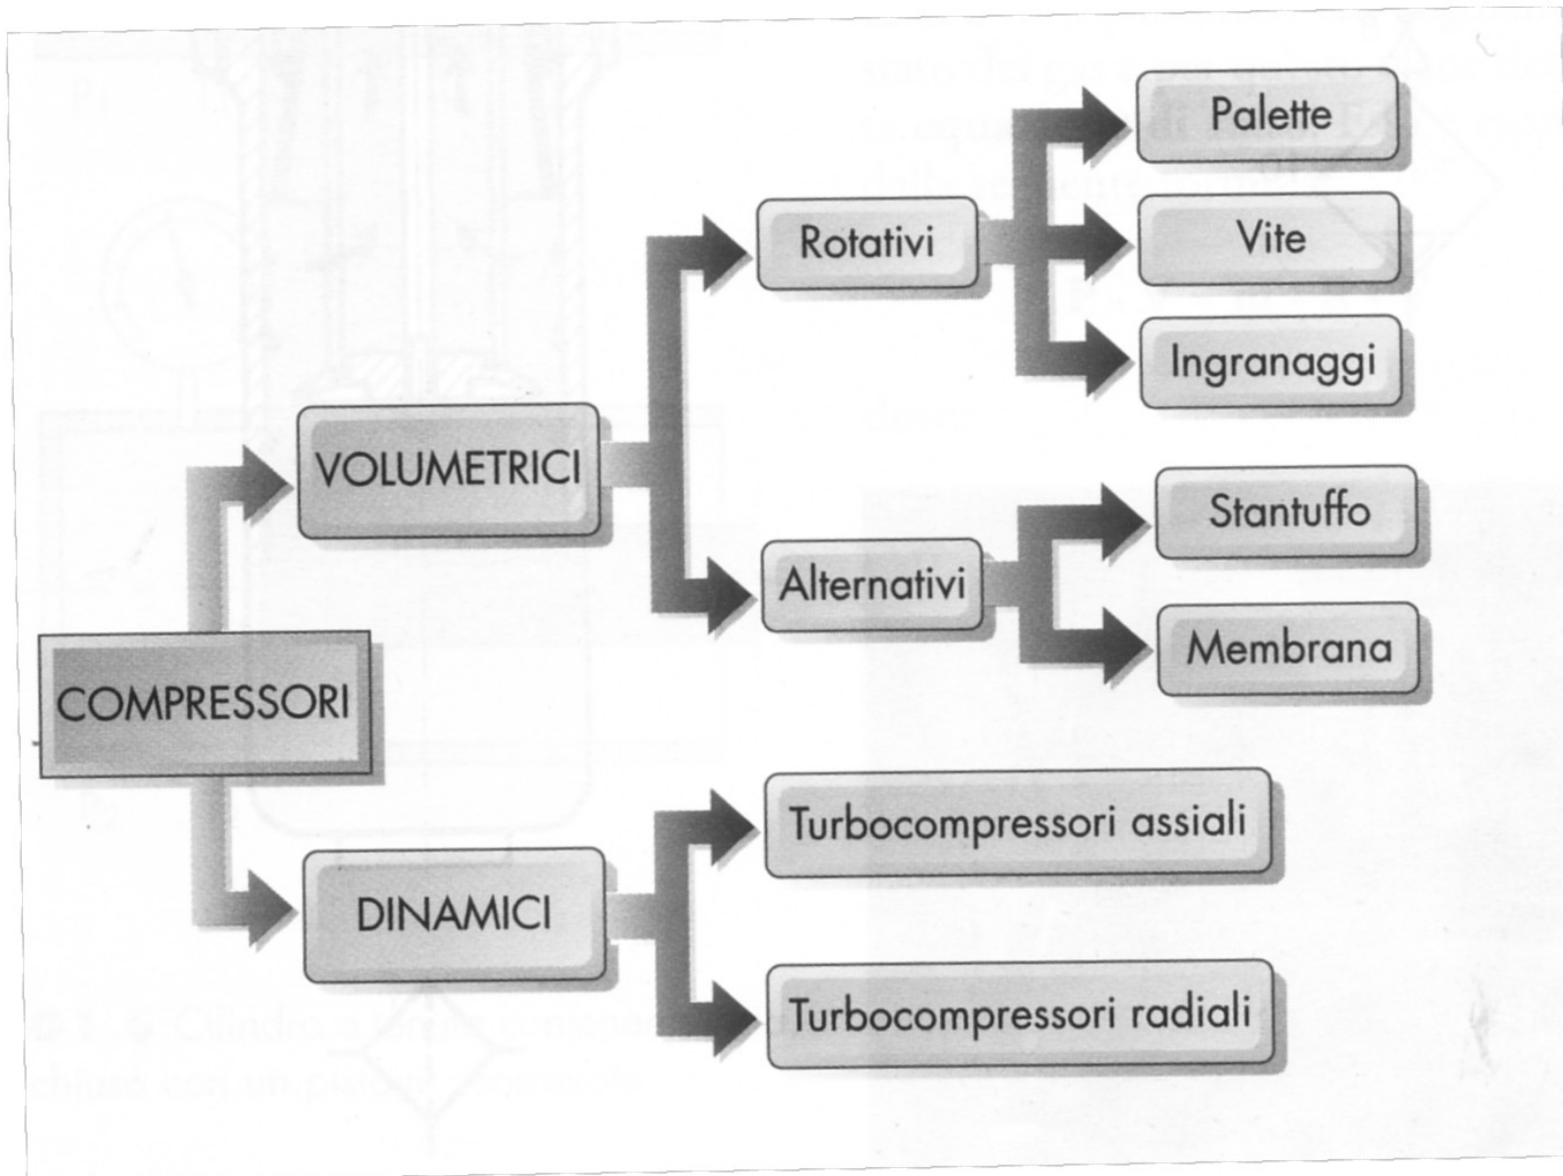 COMPRESSORI
VOLUMETRICI
Rotativi
Palette
Vite
Ingranaggi
Alternativi
Stantuffo
Membrana
DINAMICI
Turbocompressori assiali
Turbocompressori radiali